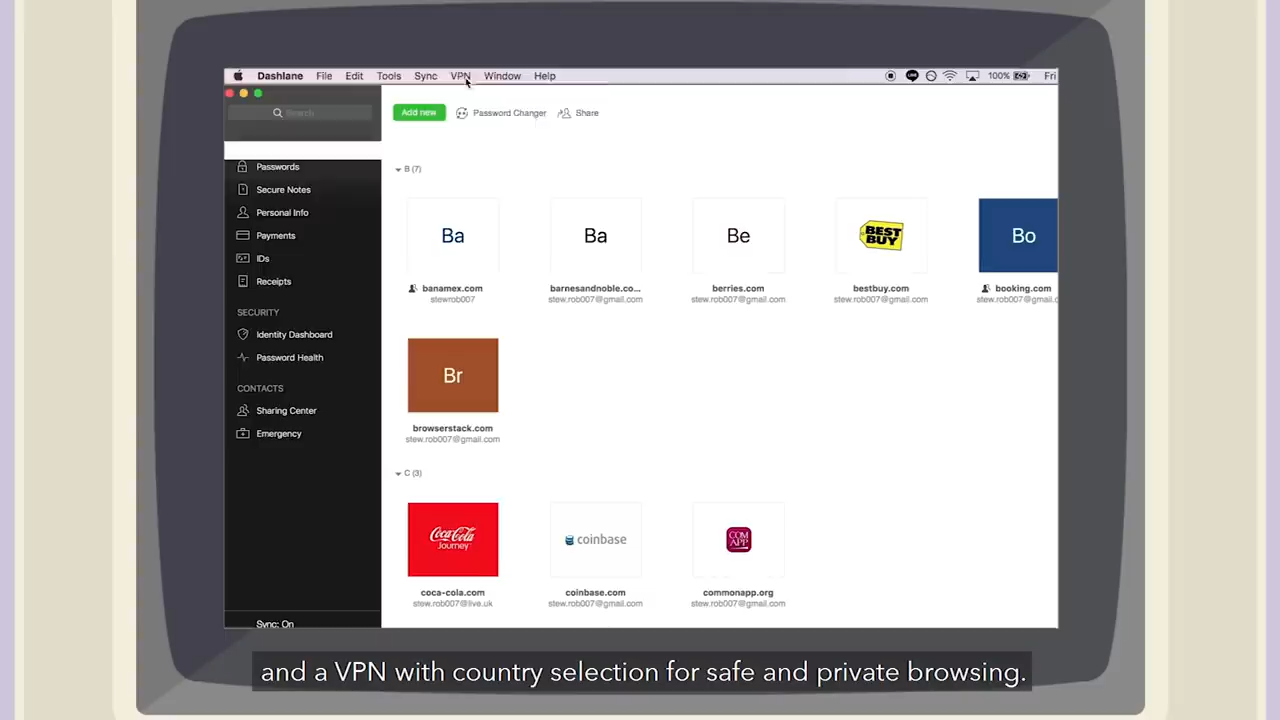 Dashlane File Edit Tools Sync VPN Window Help 100% Fri
Search
Add new Password Changer Share
Passwords
Secure Notes
Personal Info
Payments
IDs
Receipts
SECURITY
Identity Dashboard
Password Health
CONTACTS
Sharing Center
Emergency
Sync: On
B (7)
Ba Ba Be BEST BUY Bo
banamex.com barnesandnoble.co... berries.com bestbuy.com booking.com
stewrob007 stew.rob007@gmail.com stew.rob007@gmail.com stew.rob007@gmail.com stew.rob007@gmail.c
Br
browserstack.com
stew.rob007@gmail.com
C (3)
Coca-Cola Journey coinbase COM APP
coca-cola.com coinbase.com commonapp.org
stew.rob007@live.uk stew.rob007@gmail.com stew.rob007@gmail.com
and a VPN with country selection for safe and private browsing.